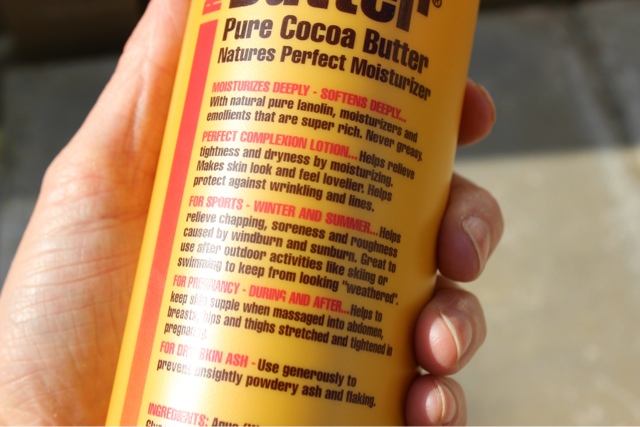 Butter®
Pure Cocoa Butter
Natures Perfect Moisturizer
MOISTURIZES DEEPLY - SOFTENS DEEPLY...
With natural pure lanolin, moisturizers and
emollients that are super rich. Never greasy.
PERFECT COMPLEXION LOTION... Helps relieve
tightness and dryness by moisturizing.
Makes skin look and feel lovelier. Helps
protect against wrinkling and lines.
FOR SPORTS - WINTER AND SUMMER... Helps
relieve chapping, soreness and roughness
caused by windburn and sunburn. Great to
use after outdoor activities like skiing or
swimming to keep from looking "weathered".
FOR PREGNANCY - DURING AND AFTER... Helps to
keep skin supple when massaged into abdomen,
breasts, hips and thighs stretched and tightened in
pregnancy.
FOR DRY SKIN ASH - Use generously to
prevent unsightly powdery ash and flaking.
INGREDIENTS: Aqua